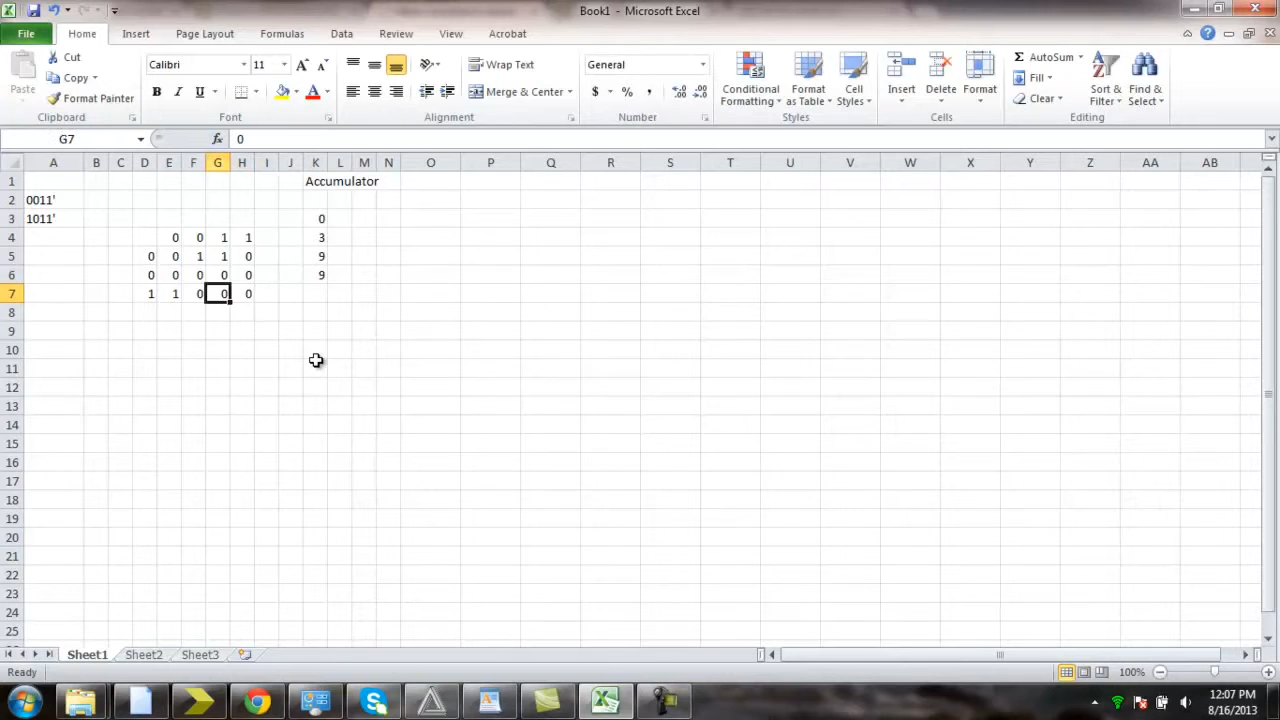 Book1 - Microsoft Excel
File Home Insert Page Layout Formulas Data Review View Acrobat
Paste
Cut
Copy
Format Painter
Clipboard
Calibri 11
B I U
Font
Wrap Text
Merge & Center
Alignment
General
$ % ,
Number
Conditional Formatting
Format as Table
Cell Styles
Styles
Insert Delete Format
Cells
AutoSum
Fill
Clear
Sort & Filter
Find & Select
Editing
G7 fx 0
A B C D E F G H I J K L M N O P Q R S T U V W X Y Z AA AB
1 Accumulator
2 0011'
3 1011' 0
4 0 0 1 1 3
5 0 0 1 1 0 9
6 0 0 0 0 0 9
7 1 1 0 0 0
8
9
10
11
12
13
14
15
16
17
18
19
20
21
22
23
24
25
Sheet1 Sheet2 Sheet3
Ready 100%
12:07 PM
8/16/2013